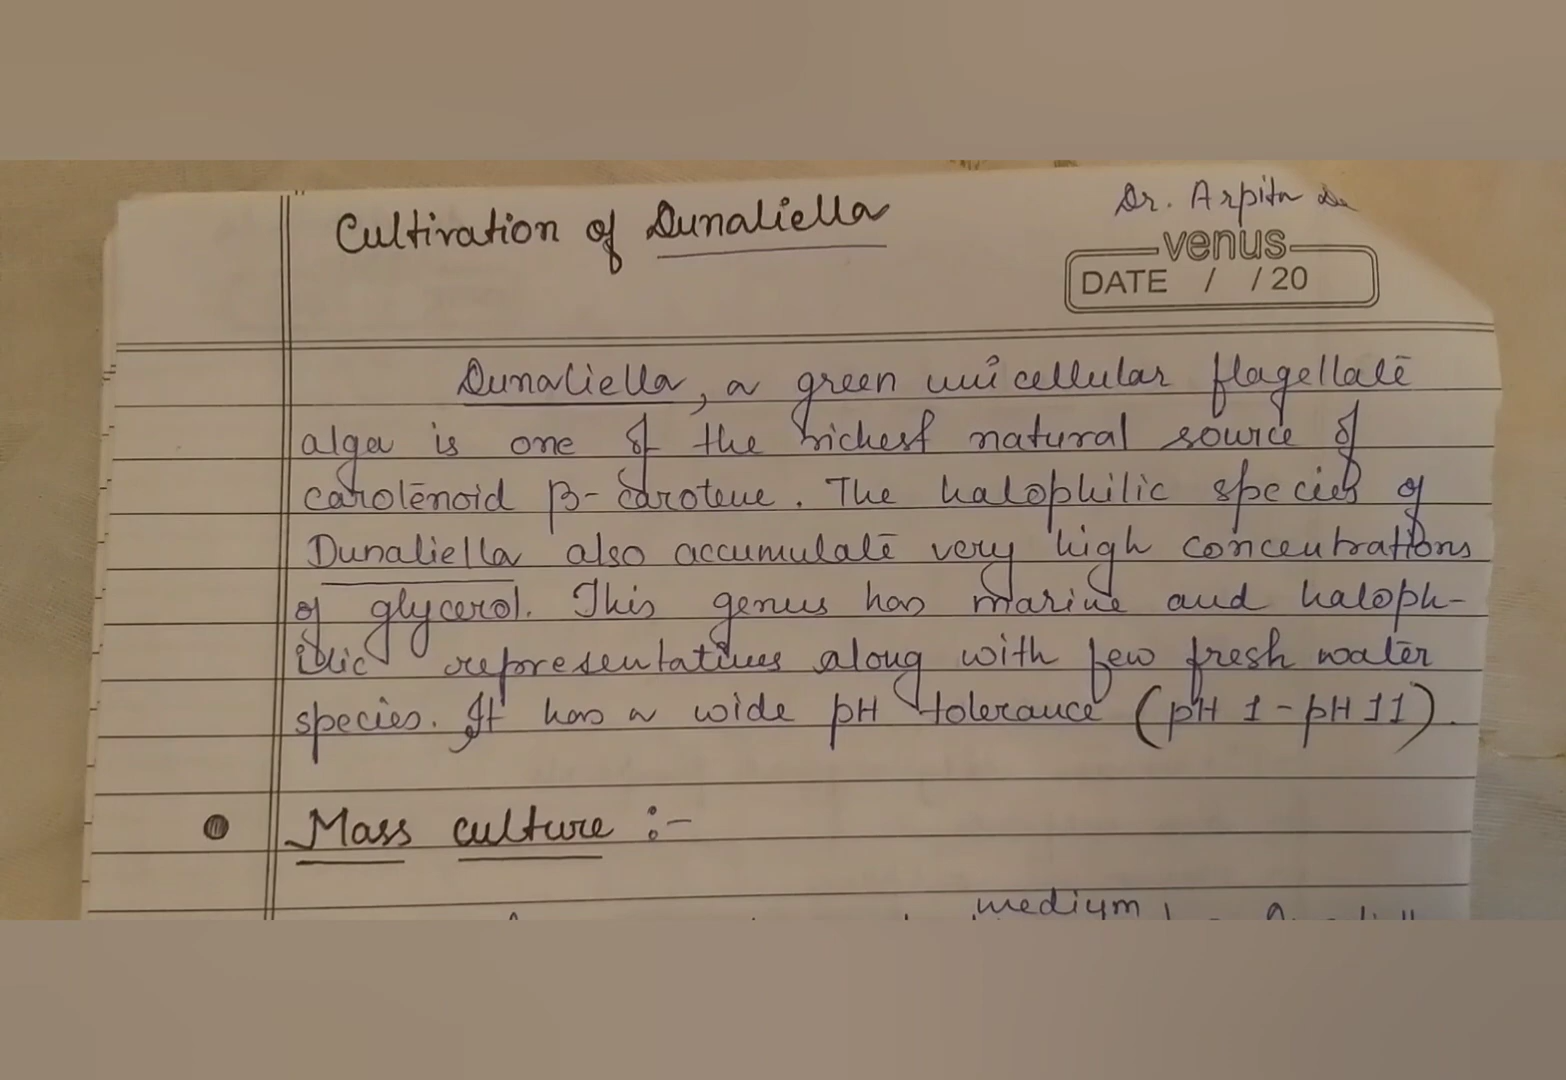 Cultivation of Dunaliella
Dr. Arpita
venus
DATE / / 20
Dunaliella, a green unicellular flagellate
alga is one of the richest natural source of
carotenoid β-carotene. The halophilic species of
Dunaliella also accumulate very high concentrations
of glycerol. This genus has marine and haloph-
ilic representatives along with few fresh water
species. It has a wide pH tolerance (pH 1 - pH 11).
Mass culture :-
medium